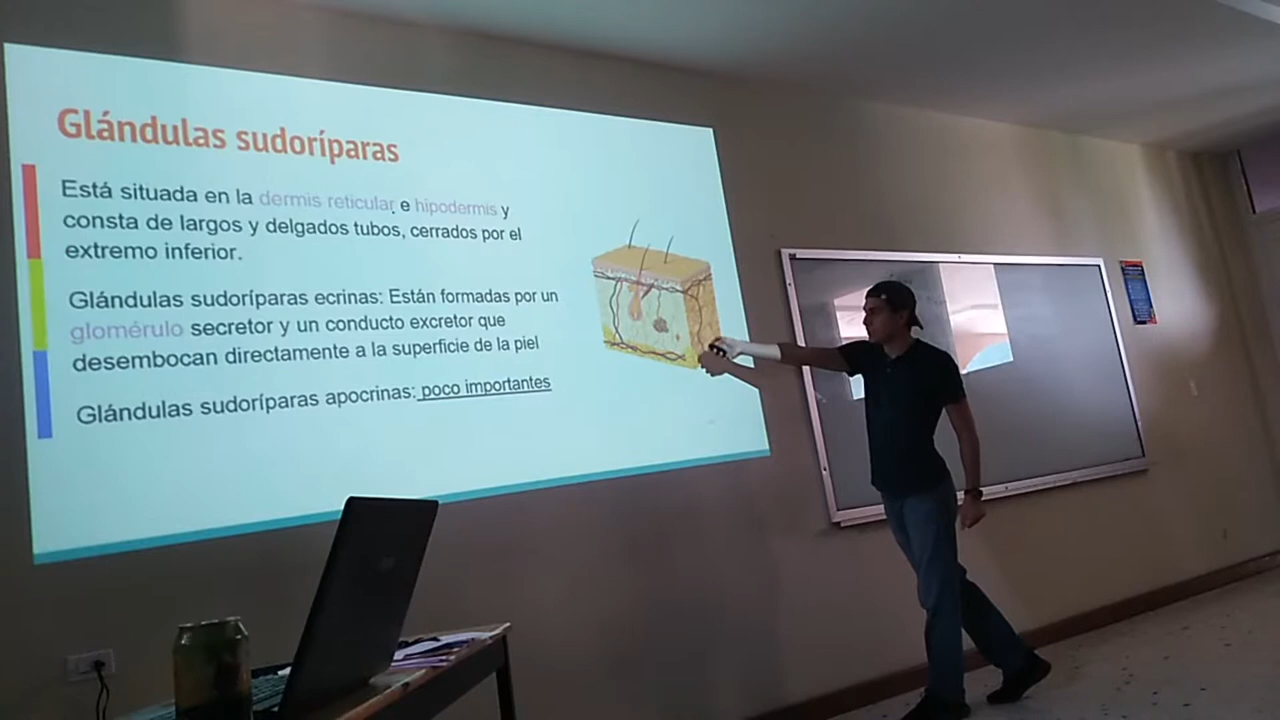 Glándulas sudoríparas
Está situada en la dermis reticular, e hipodermis y
consta de largos y delgados tubos, cerrados por el
extremo inferior.
Glándulas sudoríparas ecrinas: Están formadas por un
glomérulo secretor y un conducto excretor que
desembocan directamente a la superficie de la piel
Glándulas sudoríparas apocrinas: poco importantes